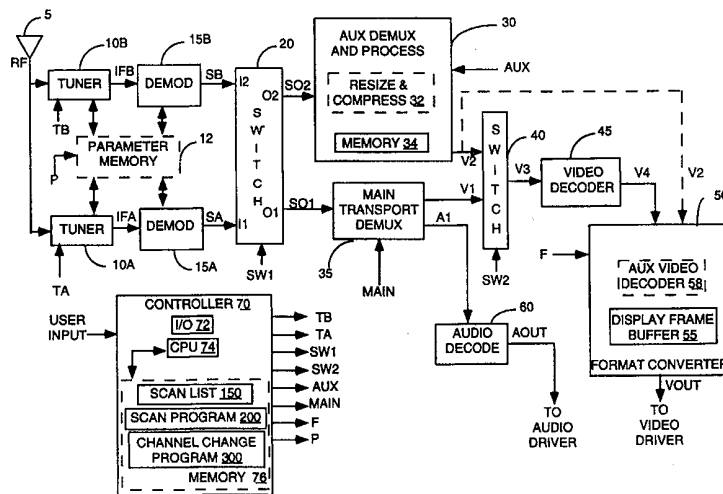 5
RF
10B
TUNER
IFB
15B
DEMOD
SB
TB
PARAMETER
MEMORY
12
P
TUNER
10A
TA
IFA
DEMOD
15A
SA
20
I2
O2
SWITCH
I1
O1
SW1
SO2
SO1
30
AUX DEMUX
AND PROCESS
RESIZE &
COMPRESS 32
MEMORY 34
AUX
V2
MAIN
TRANSPORT
DEMUX
35
MAIN
V1
A1
40
SWITCH
SW2
V3
45
VIDEO
DECODER
V4
V2
50
F
AUX VIDEO
DECODER 58
DISPLAY FRAME
BUFFER 55
FORMAT CONVERTER
VOUT
TO
VIDEO
DRIVER
60
AUDIO
DECODE
AOUT
TO
AUDIO
DRIVER
USER
INPUT
CONTROLLER 70
I/O 72
CPU 74
SCAN LIST 150
SCAN PROGRAM 200
CHANNEL CHANGE
PROGRAM 300
MEMORY 76
TB
TA
SW1
SW2
AUX
MAIN
F
P